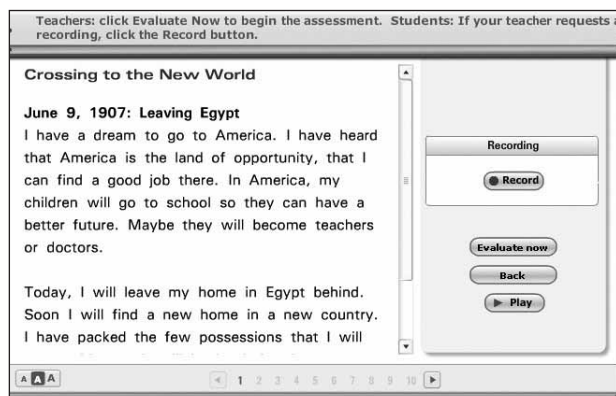 Teachers: click Evaluate Now to begin the assessment. Students: If your teacher requests a
recording, click the Record button.
Crossing to the New World
June 9, 1907: Leaving Egypt
I have a dream to go to America. I have heard
that America is the land of opportunity, that I
can find a good job there. In America, my
children will go to school so they can have a
better future. Maybe they will become teachers
or doctors.
Today, I will leave my home in Egypt behind.
Soon I will find a new home in a new country.
I have packed the few possessions that I will
Recording
Record
Evaluate now
Back
Play
A A A
1 2 3 4 5 6 7 8 9 10